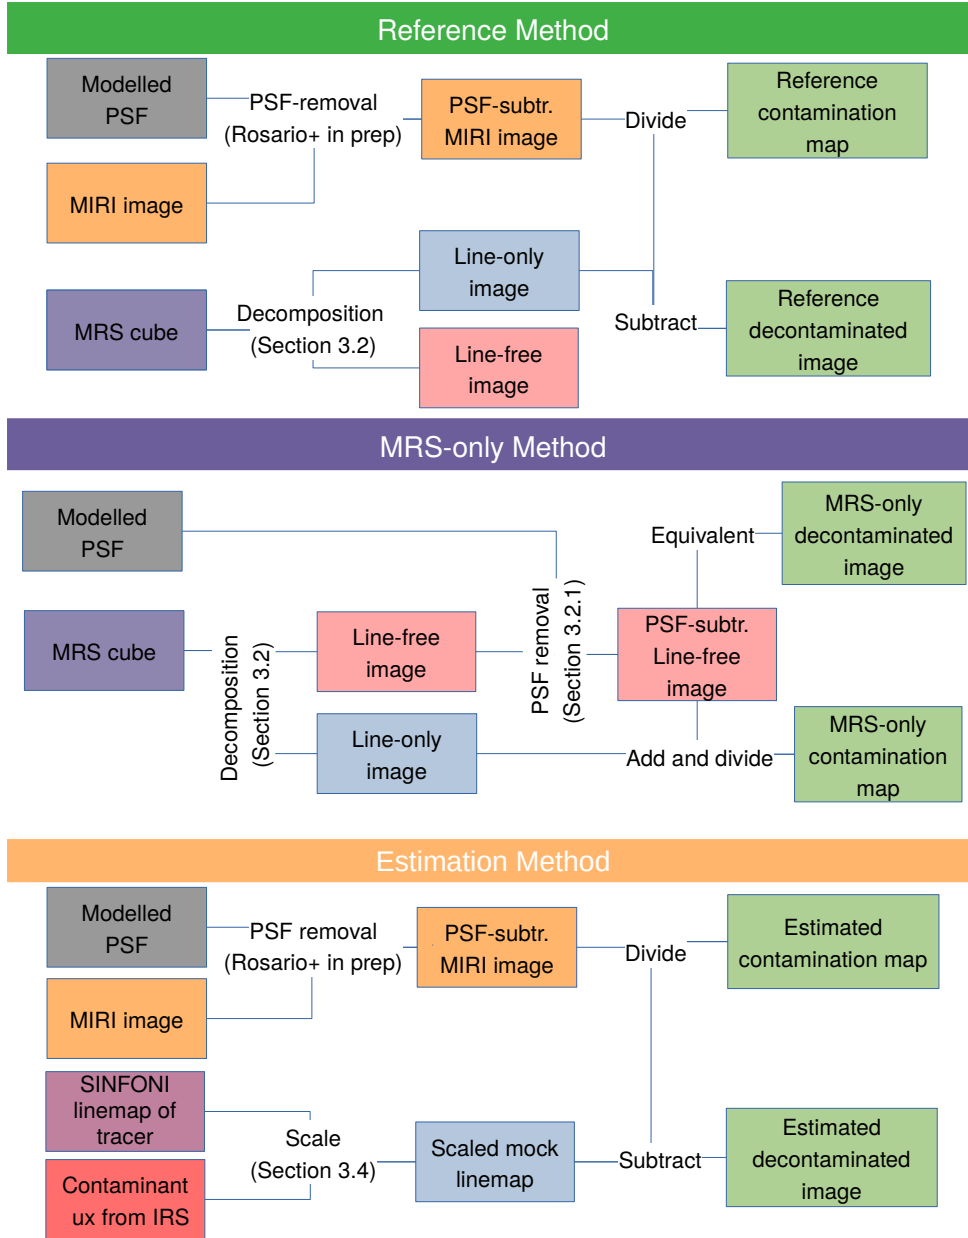 Reference Method
Modelled
PSF
PSF-removal
(Rosario+ in prep)
PSF-subtr.
MIRI image
Divide
Reference
contamination
map
MIRI image
MRS cube
Decomposition
(Section 3.2)
Line-only
image
Line-free
image
Subtract
Reference
decontaminated
image
MRS-only Method
Modelled
PSF
MRS cube
Decomposition
(Section 3.2)
Line-free
image
Line-only
image
PSF removal
(Section 3.2.1)
Equivalent
MRS-only
decontaminated
image
PSF-subtr.
Line-free
image
Add and divide
MRS-only
contamination
map
Estimation Method
Modelled
PSF
PSF removal
(Rosario+ in prep)
PSF-subtr.
MIRI image
Divide
Estimated
contamination map
MIRI image
SINFONI
linemap of
tracer
Scale
(Section 3.4)
Contaminant
ux from IRS
Scaled mock
linemap
Subtract
Estimated
decontaminated
image